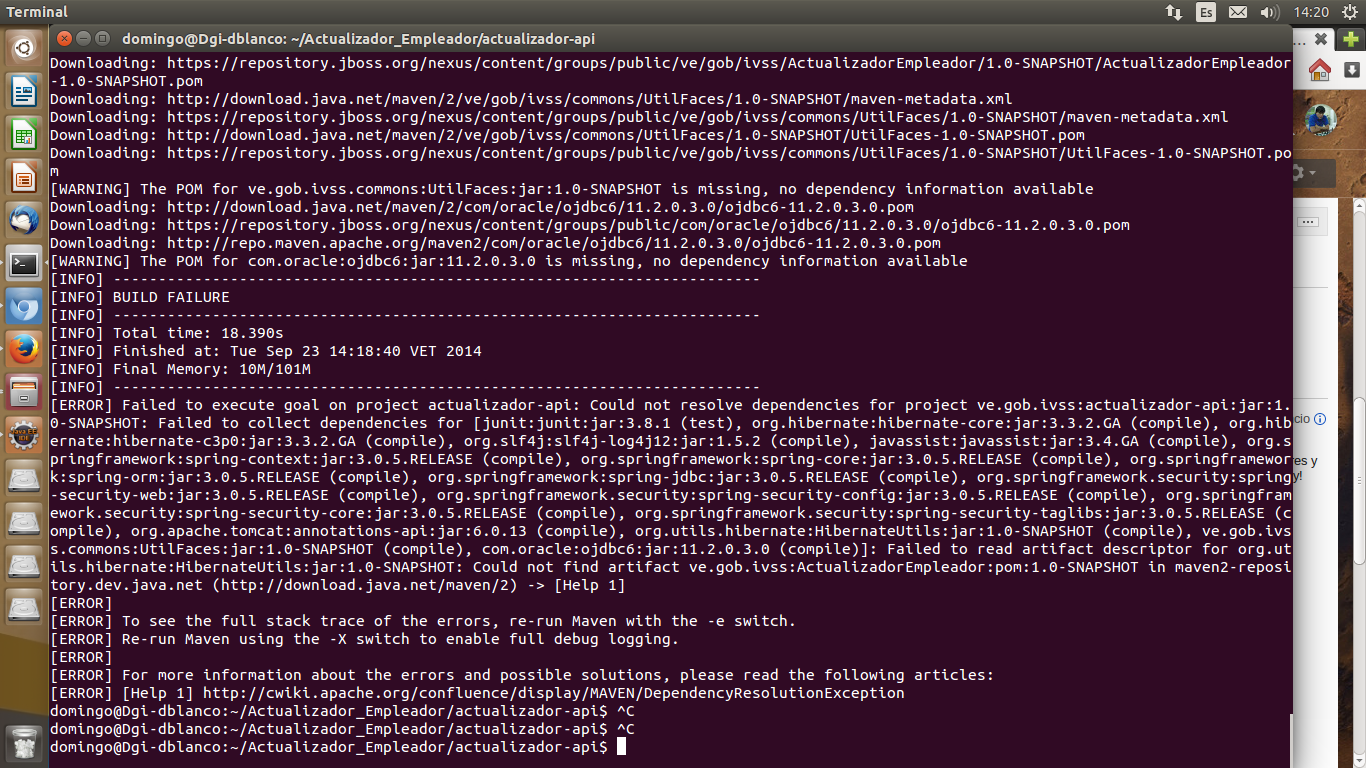 Terminal
Es
14:20
domingo@Dgi-dblanco: ~/Actualizador_Empleador/actualizador-api
Downloading: https://repository.jboss.org/nexus/content/groups/public/ve/gob/ivss/ActualizadorEmpleador/1.0-SNAPSHOT/ActualizadorEmpleador
-1.0-SNAPSHOT.pom
Downloading: http://download.java.net/maven/2/ve/gob/ivss/commons/UtilFaces/1.0-SNAPSHOT/maven-metadata.xml
Downloading: https://repository.jboss.org/nexus/content/groups/public/ve/gob/ivss/commons/UtilFaces/1.0-SNAPSHOT/maven-metadata.xml
Downloading: http://download.java.net/maven/2/ve/gob/ivss/commons/UtilFaces/1.0-SNAPSHOT/UtilFaces-1.0-SNAPSHOT.pom
Downloading: https://repository.jboss.org/nexus/content/groups/public/ve/gob/ivss/commons/UtilFaces/1.0-SNAPSHOT/UtilFaces-1.0-SNAPSHOT.po
m
[WARNING] The POM for ve.gob.ivss.commons:UtilFaces:jar:1.0-SNAPSHOT is missing, no dependency information available
Downloading: http://download.java.net/maven/2/com/oracle/ojdbc6/11.2.0.3.0/ojdbc6-11.2.0.3.0.pom
Downloading: https://repository.jboss.org/nexus/content/groups/public/com/oracle/ojdbc6/11.2.0.3.0/ojdbc6-11.2.0.3.0.pom
Downloading: http://repo.maven.apache.org/maven2/com/oracle/ojdbc6/11.2.0.3.0/ojdbc6-11.2.0.3.0.pom
[WARNING] The POM for com.oracle:ojdbc6:jar:11.2.0.3.0 is missing, no dependency information available
[INFO] ------------------------------------------------------------------------
[INFO] BUILD FAILURE
[INFO] ------------------------------------------------------------------------
[INFO] Total time: 18.390s
[INFO] Finished at: Tue Sep 23 14:18:40 VET 2014
[INFO] Final Memory: 10M/101M
[INFO] ------------------------------------------------------------------------
[ERROR] Failed to execute goal on project actualizador-api: Could not resolve dependencies for project ve.gob.ivss:actualizador-api:jar:1.
0-SNAPSHOT: Failed to collect dependencies for [junit:junit:jar:3.8.1 (test), org.hibernate:hibernate-core:jar:3.3.2.GA (compile), org.hib
ernate:hibernate-c3p0:jar:3.3.2.GA (compile), org.slf4j:slf4j-log4j12:jar:1.5.2 (compile), javassist:javassist:jar:3.4.GA (compile), org.s
pringframework:spring-context:jar:3.0.5.RELEASE (compile), org.springframework:spring-core:jar:3.0.5.RELEASE (compile), org.springframewor
k:spring-orm:jar:3.0.5.RELEASE (compile), org.springframework:spring-jdbc:jar:3.0.5.RELEASE (compile), org.springframework.security:spring
-security-web:jar:3.0.5.RELEASE (compile), org.springframework.security:spring-security-config:jar:3.0.5.RELEASE (compile), org.springfram
ework.security:spring-security-core:jar:3.0.5.RELEASE (compile), org.springframework.security:spring-security-taglibs:jar:3.0.5.RELEASE (c
ompile), org.apache.tomcat:annotations-api:jar:6.0.13 (compile), org.utils.hibernate:HibernateUtils:jar:1.0-SNAPSHOT (compile), ve.gob.ivs
s.commons:UtilFaces:jar:1.0-SNAPSHOT (compile), com.oracle:ojdbc6:jar:11.2.0.3.0 (compile)]: Failed to read artifact descriptor for org.ut
ils.hibernate:HibernateUtils:jar:1.0-SNAPSHOT: Could not find artifact ve.gob.ivss:ActualizadorEmpleador:pom:1.0-SNAPSHOT in maven2-reposi
tory.dev.java.net (http://download.java.net/maven/2) -> [Help 1]
[ERROR]
[ERROR] To see the full stack trace of the errors, re-run Maven with the -e switch.
[ERROR] Re-run Maven using the -X switch to enable full debug logging.
[ERROR]
[ERROR] For more information about the errors and possible solutions, please read the following articles:
[ERROR] [Help 1] http://cwiki.apache.org/confluence/display/MAVEN/DependencyResolutionException
domingo@Dgi-dblanco:~/Actualizador_Empleador/actualizador-api$ ^C
domingo@Dgi-dblanco:~/Actualizador_Empleador/actualizador-api$ ^C
domingo@Dgi-dblanco:~/Actualizador_Empleador/actualizador-api$
cio
res y
y!